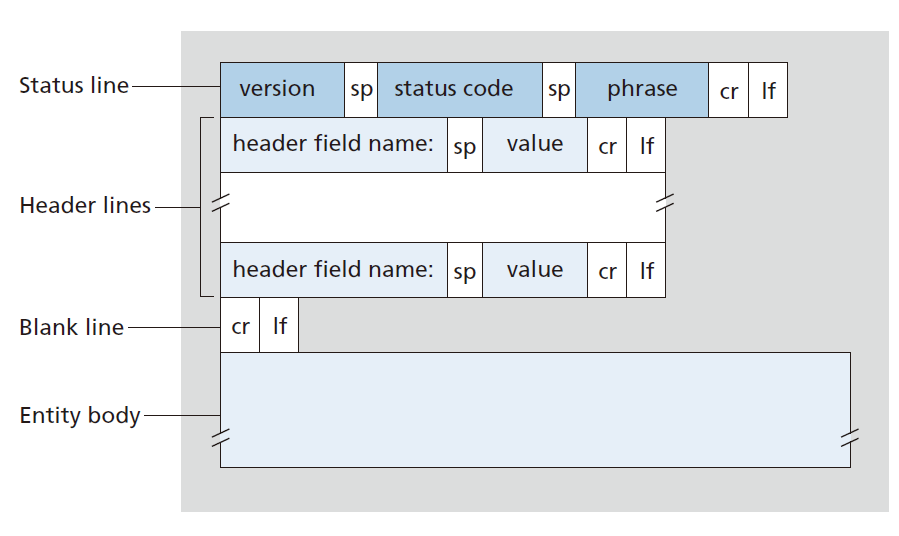 Status line
version sp status code sp phrase cr lf
header field name: sp value cr lf
Header lines
header field name: sp value cr lf
Blank line
cr lf
Entity body